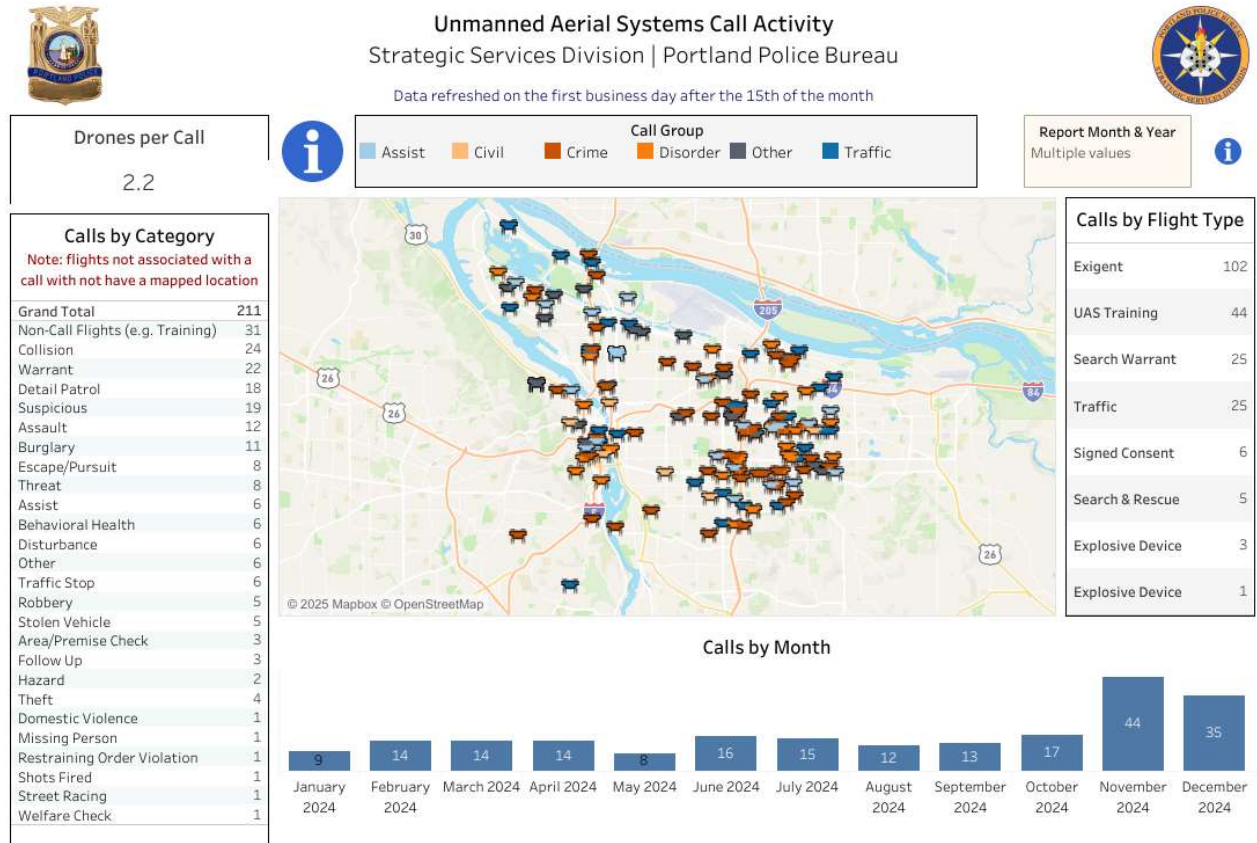 Unmanned Aerial Systems Call Activity
Strategic Services Division | Portland Police Bureau
Data refreshed on the first business day after the 15th of the month
PORTLAND POLICE
PORTLAND POLICE BUREAU
STRATEGIC SERVICES DIVISION
Drones per Call
2.2
Call Group
Assist Civil Crime Disorder Other Traffic
Report Month & Year
Multiple values
Calls by Category
Note: flights not associated with a
call with not have a mapped location
Grand Total 211
Non-Call Flights (e.g. Training) 31
Collision 24
Warrant 22
Detail Patrol 18
Suspicious 19
Assault 12
Burglary 11
Escape/Pursuit 8
Threat 8
Assist 6
Behavioral Health 6
Disturbance 6
Other 6
Traffic Stop 6
Robbery 5
Stolen Vehicle 5
Area/Premise Check 3
Follow Up 3
Hazard 2
Theft 4
Domestic Violence 1
Missing Person 1
Restraining Order Violation 1
Shots Fired 1
Street Racing 1
Welfare Check 1
30
205
26
26
84
26
© 2025 Mapbox © OpenStreetMap
Calls by Flight Type
Exigent 102
UAS Training 44
Search Warrant 25
Traffic 25
Signed Consent 6
Search & Rescue 5
Explosive Device 3
Explosive Device 1
Calls by Month
9 14 14 14 8 16 15 12 13 17 44 35
January 2024
February 2024
March 2024
April 2024
May 2024
June 2024
July 2024
August 2024
September 2024
October 2024
November 2024
December 2024